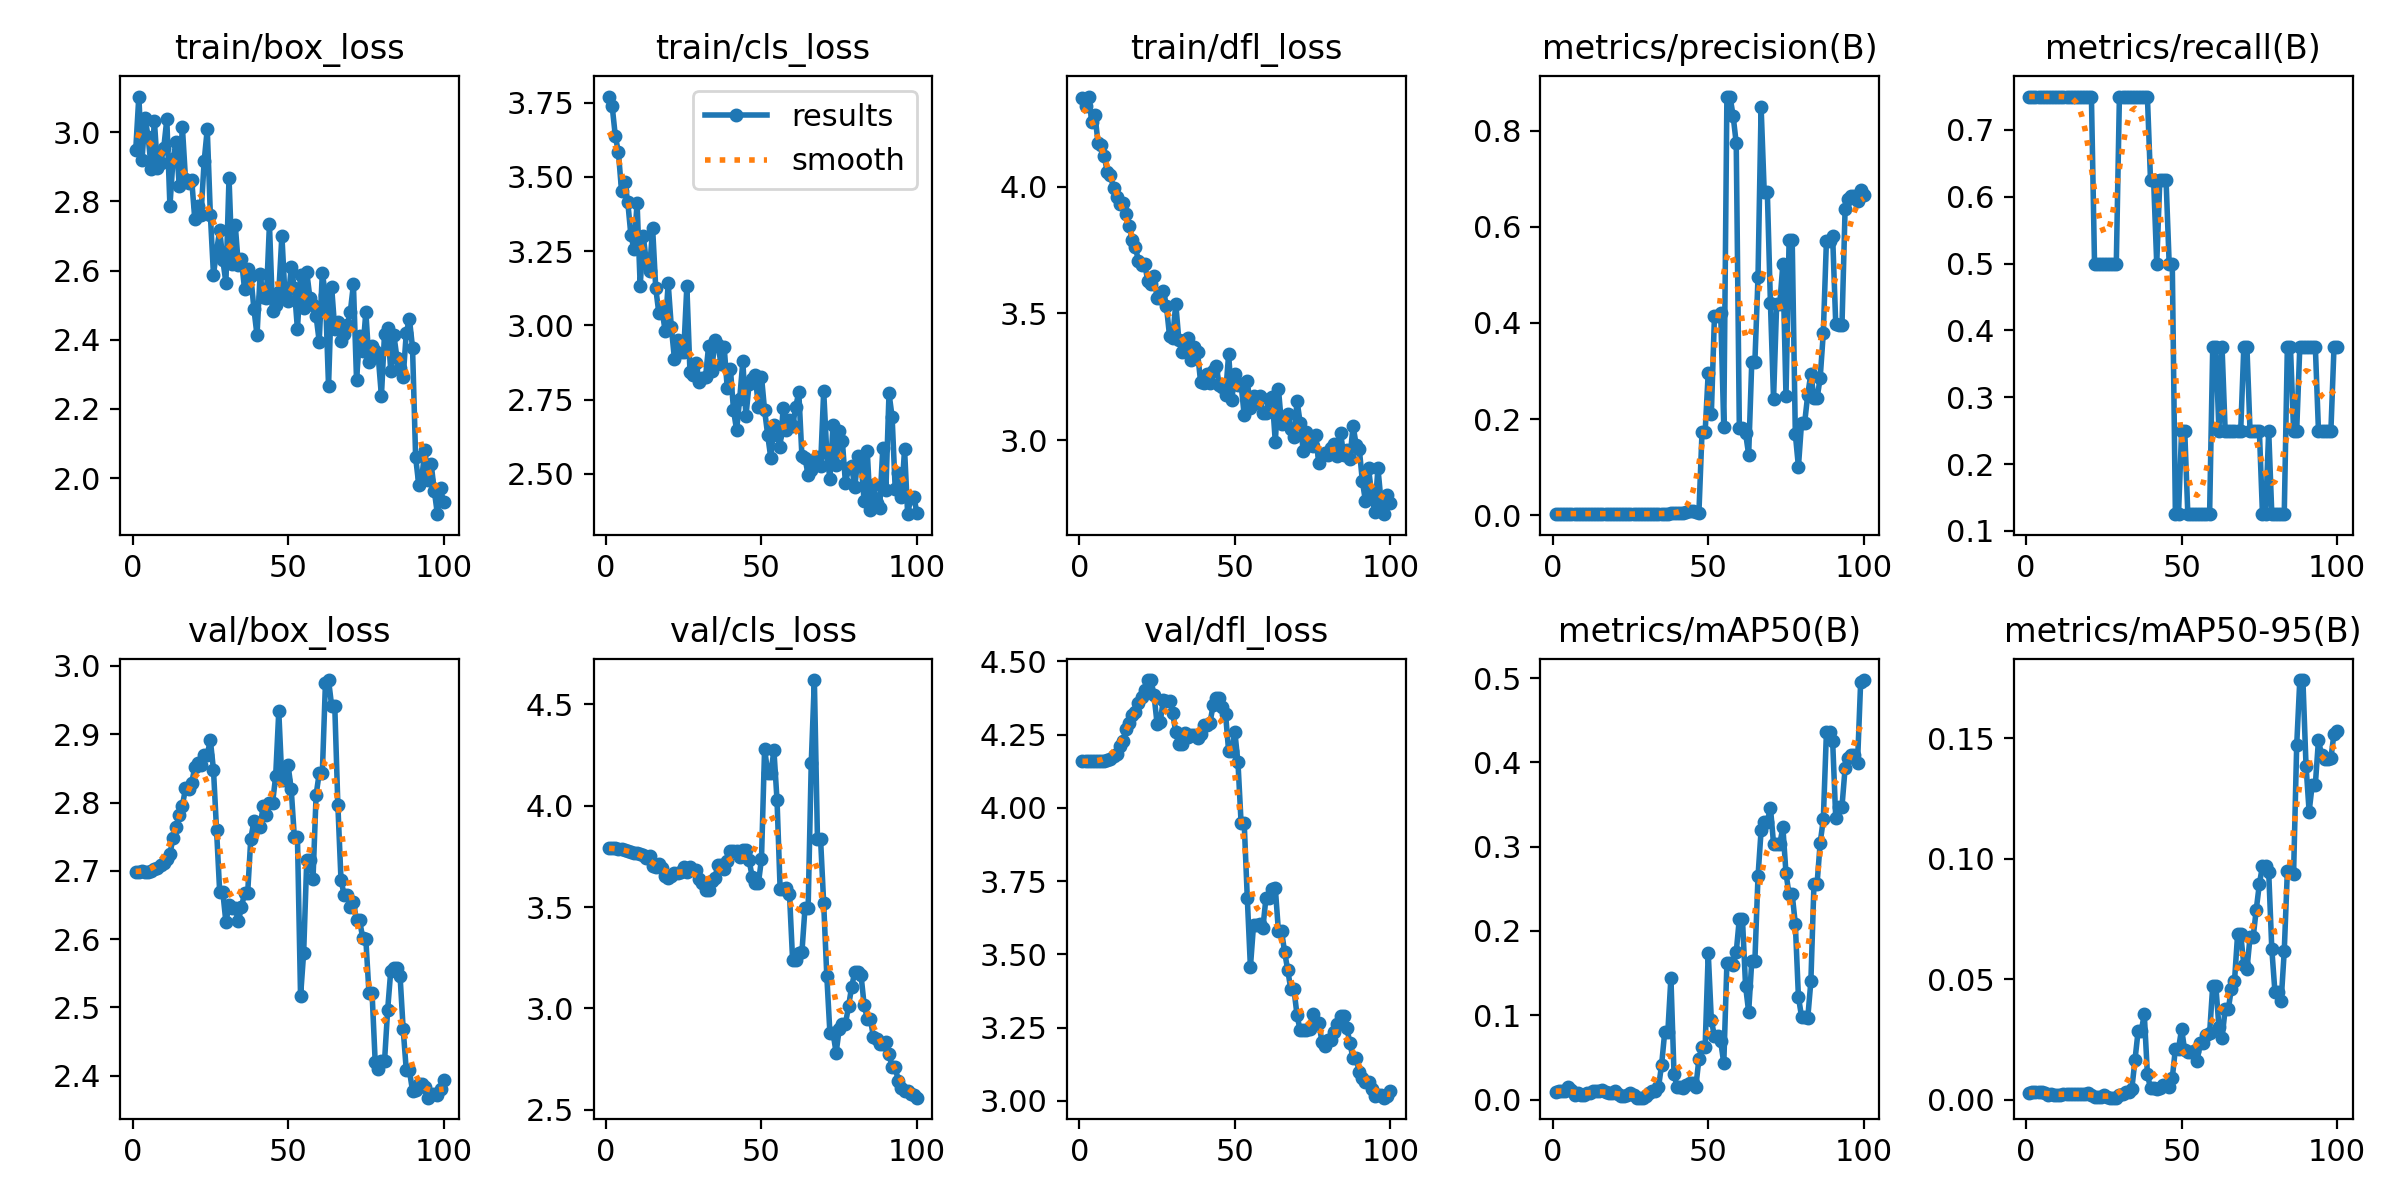 train/box_loss
3.0
2.8
2.6
2.4
2.2
2.0
0 50 100
train/cls_loss
results
smooth
3.75
3.50
3.25
3.00
2.75
2.50
0 50 100
train/dfl_loss
4.0
3.5
3.0
0 50 100
metrics/precision(B)
0.8
0.6
0.4
0.2
0.0
0 50 100
metrics/recall(B)
0.7
0.6
0.5
0.4
0.3
0.2
0.1
0 50 100
val/box_loss
3.0
2.9
2.8
2.7
2.6
2.5
2.4
0 50 100
val/cls_loss
4.5
4.0
3.5
3.0
2.5
0 50 100
val/dfl_loss
4.50
4.25
4.00
3.75
3.50
3.25
3.00
0 50 100
metrics/mAP50(B)
0.5
0.4
0.3
0.2
0.1
0.0
0 50 100
metrics/mAP50-95(B)
0.15
0.10
0.05
0.00
0 50 100